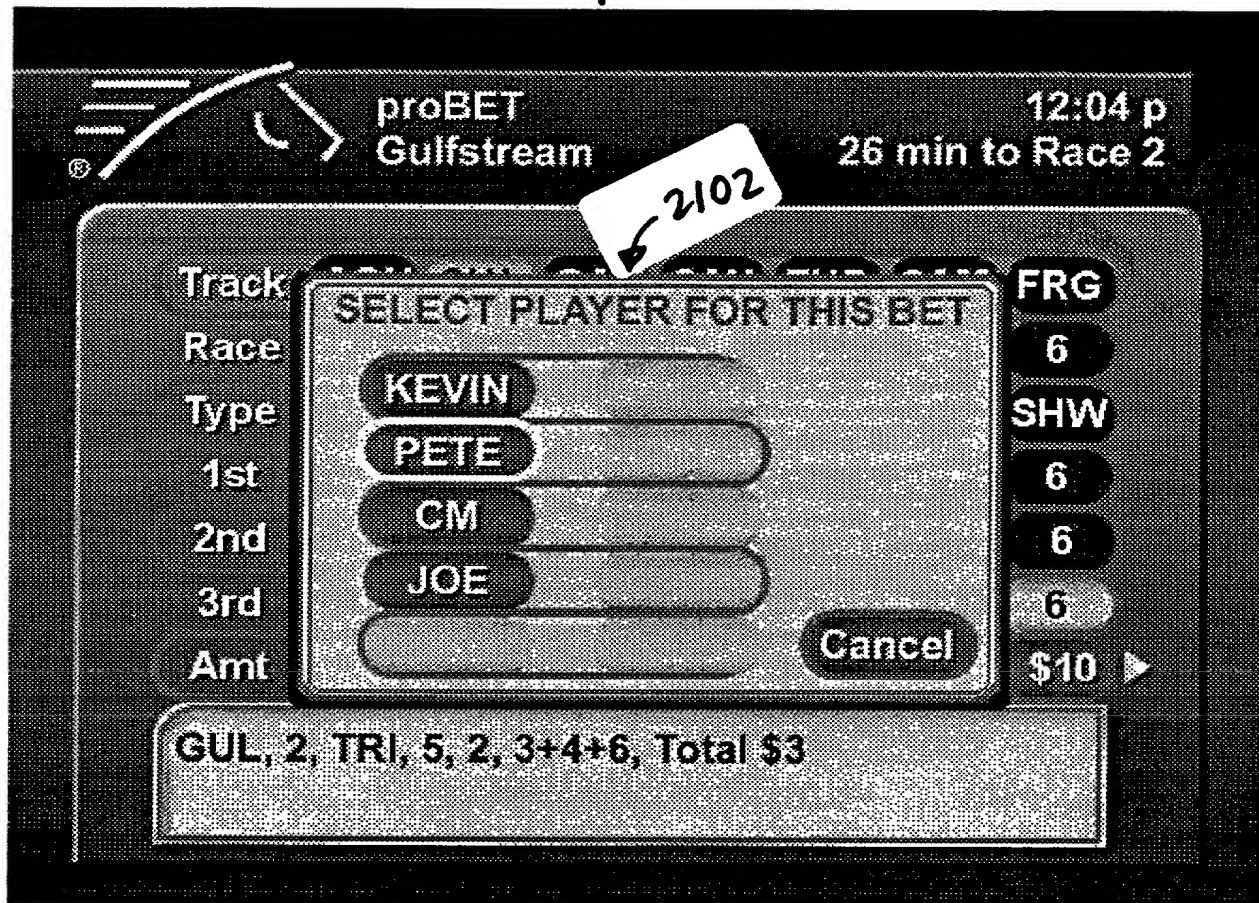 proBET
12:04 p
Gulfstream
26 min to Race 2
®
2102
Track
FRG
SELECT PLAYER FOR THIS BET
Race
6
KEVIN
Type
SHW
PETE
1st
6
CM
2nd
6
JOE
3rd
6
Cancel
Amt
$10
GUL, 2, TRI, 5, 2, 3+4+6, Total $3